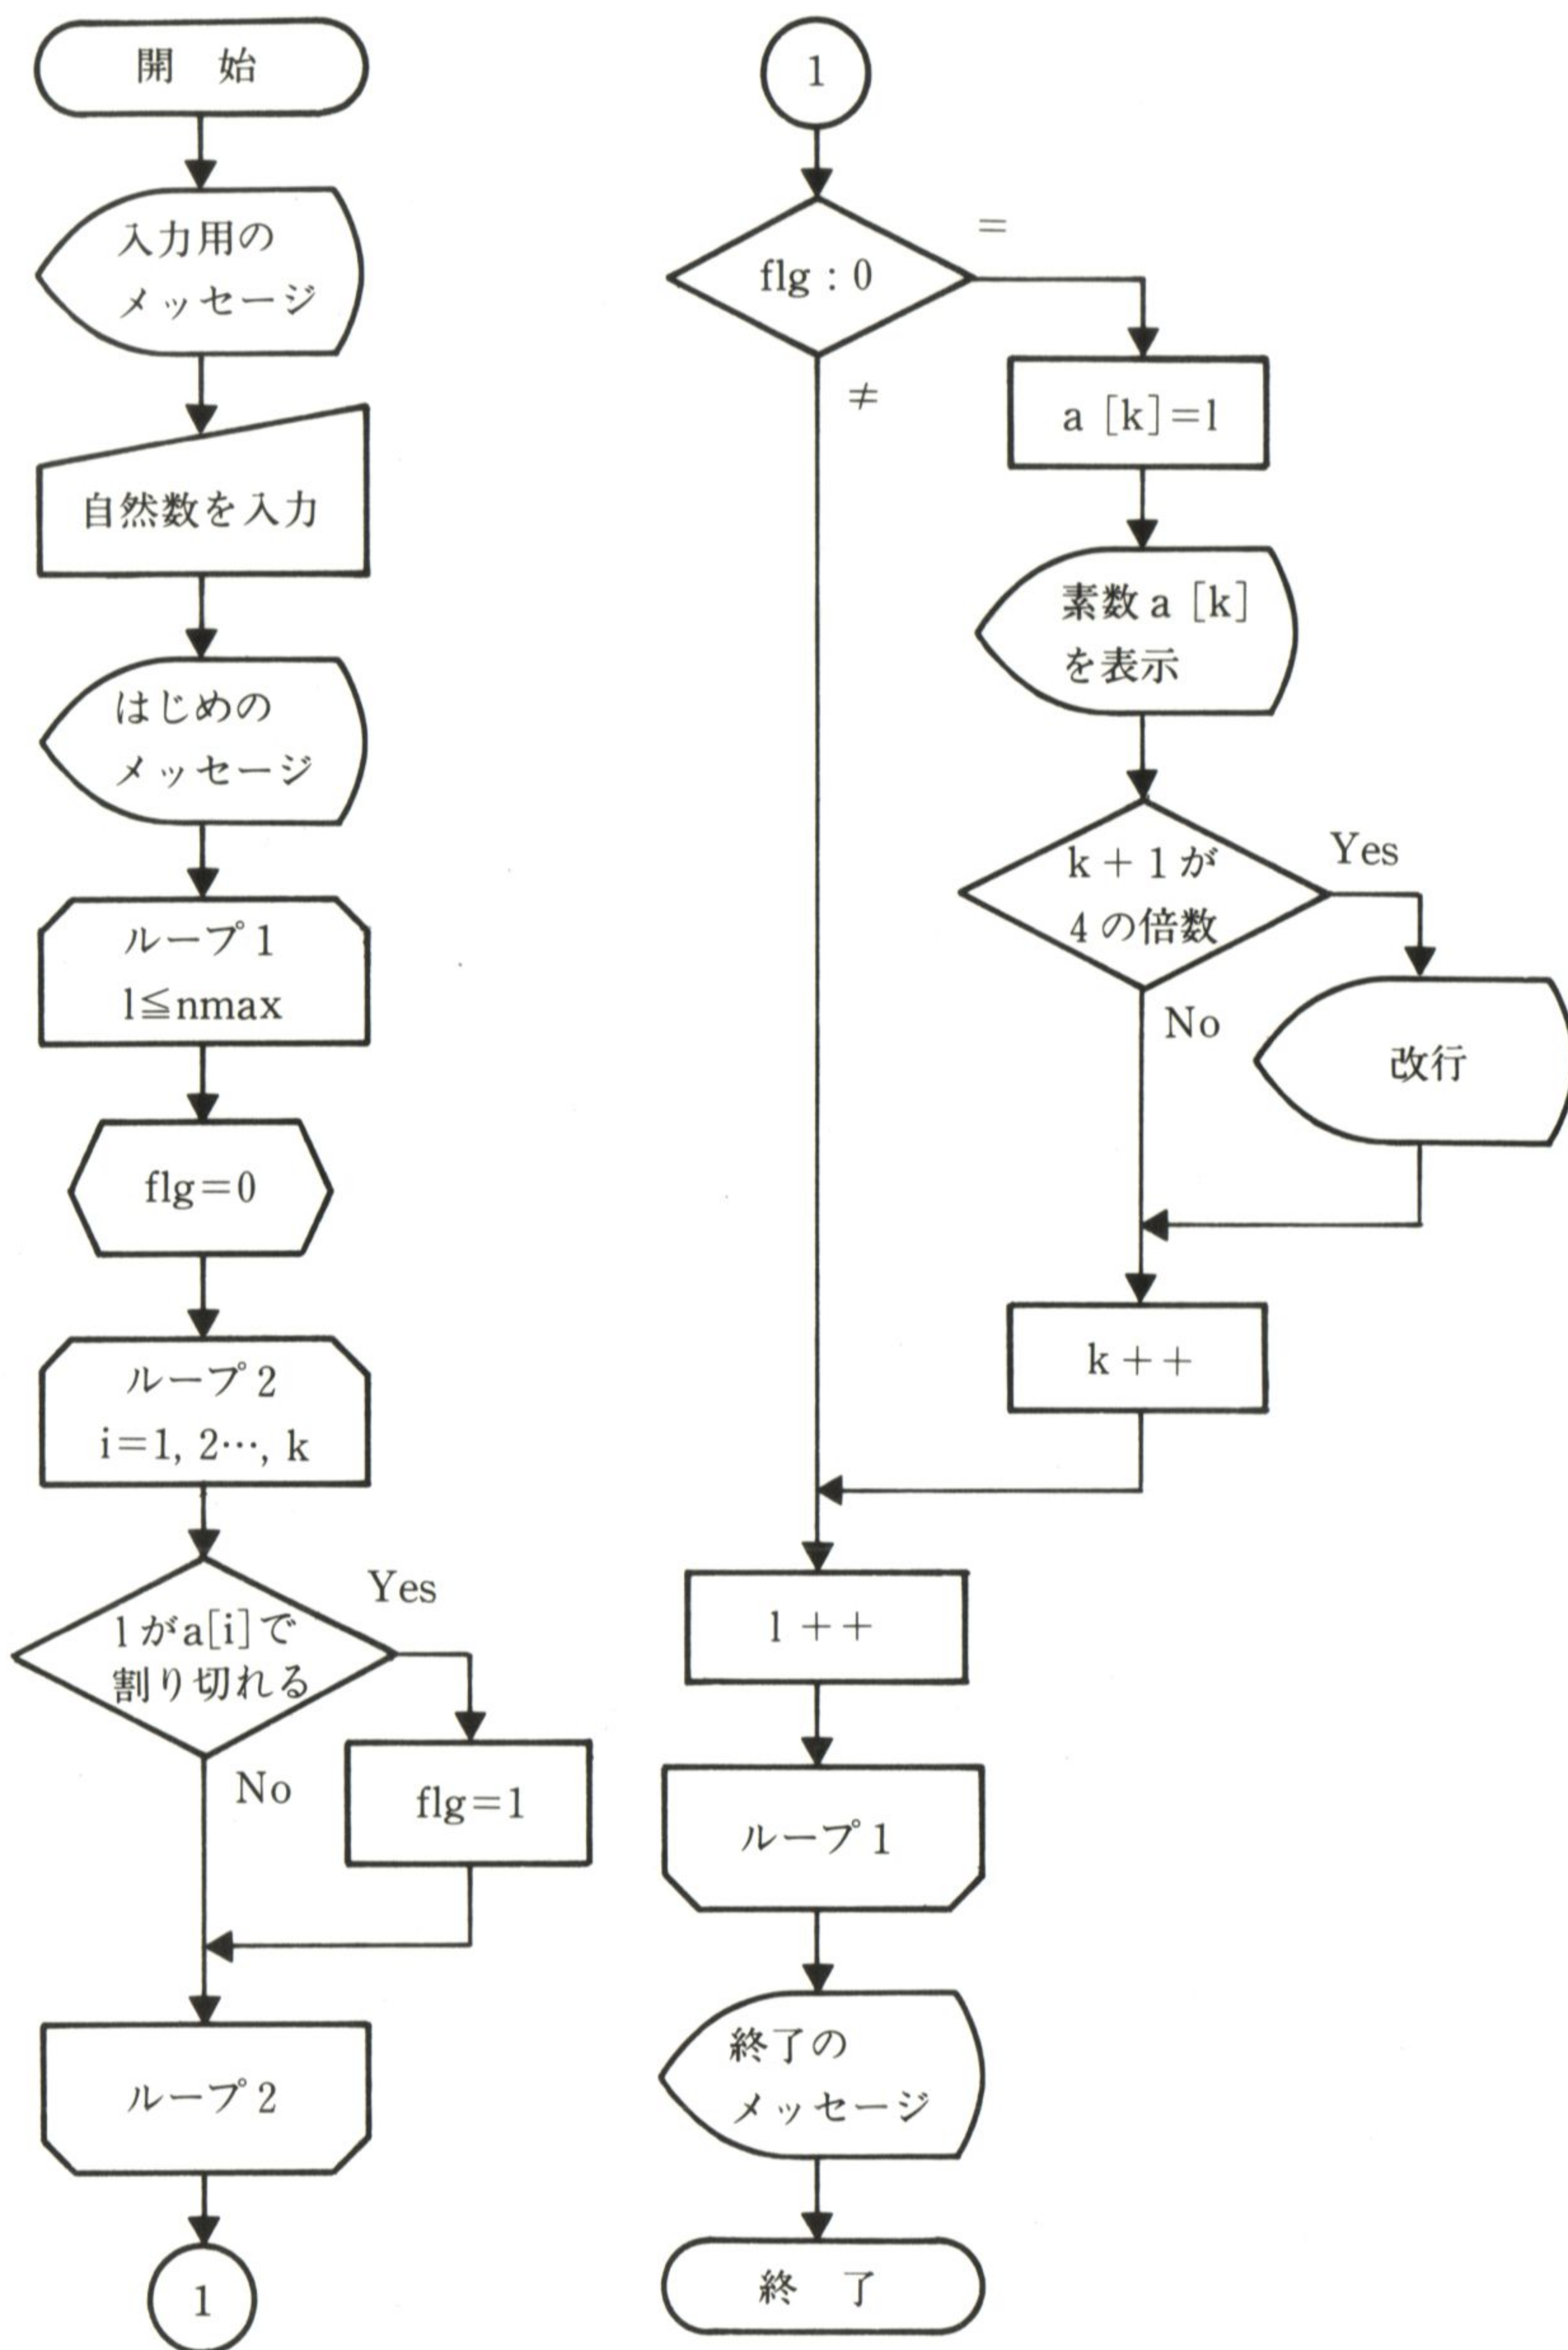 開 始
入力用の
メッセージ
自然数を入力
はじめの
メッセージ
ループ1
l≦nmax
flg=0
ループ2
i=1, 2…, k
lがa[i]で
割り切れる
Yes
No
flg=1
ループ2
1
1
flg : 0
=
≠
a [k]=l
素数a [k]
を表示
k+1が
4の倍数
Yes
No
改行
k++
l++
ループ1
終了の
メッセージ
終 了